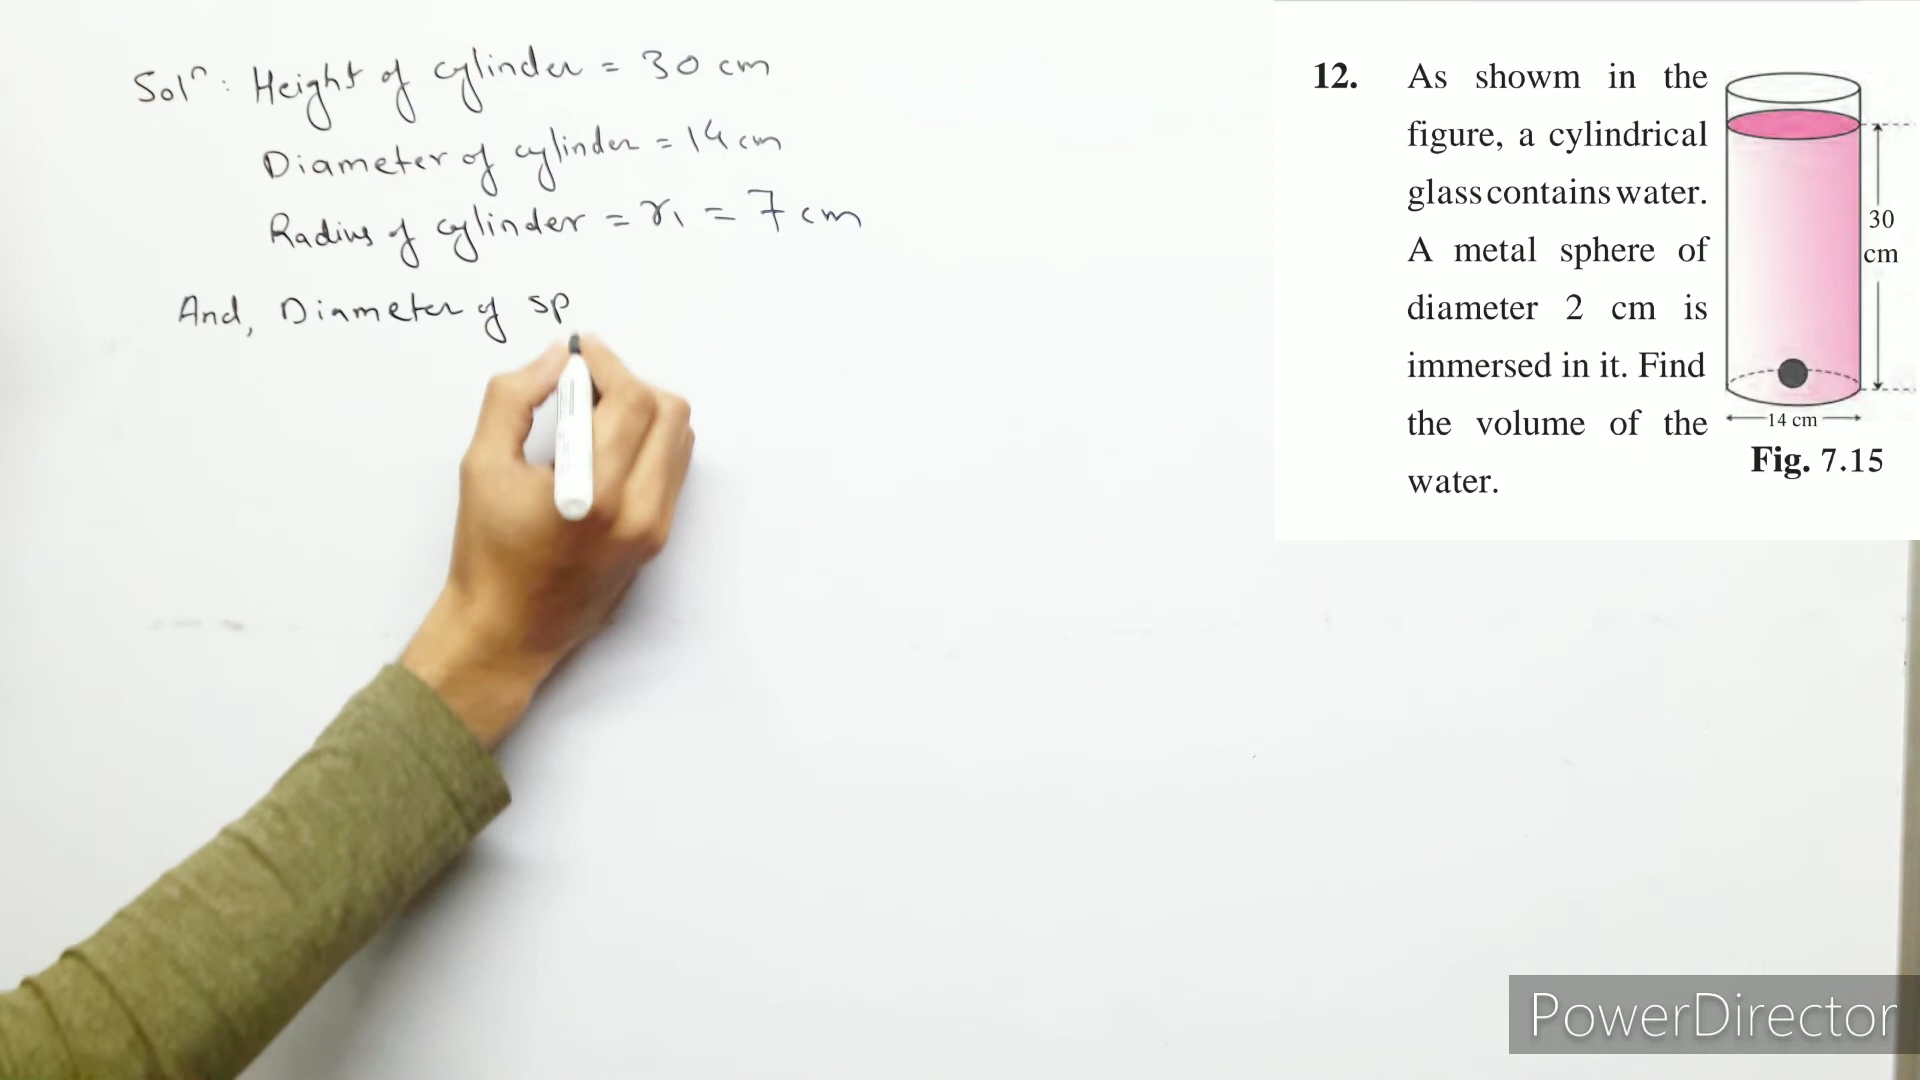 Solⁿ: Height of cylinder = 30 cm
Diameter of cylinder = 14 cm
Radius of cylinder = r₁ = 7 cm
And, Diameter of sp
12. As showm in the
figure, a cylindrical
glass contains water.
A metal sphere of
diameter 2 cm is
immersed in it. Find
the volume of the
water.
30
cm
14 cm
Fig. 7.15
PowerDirector